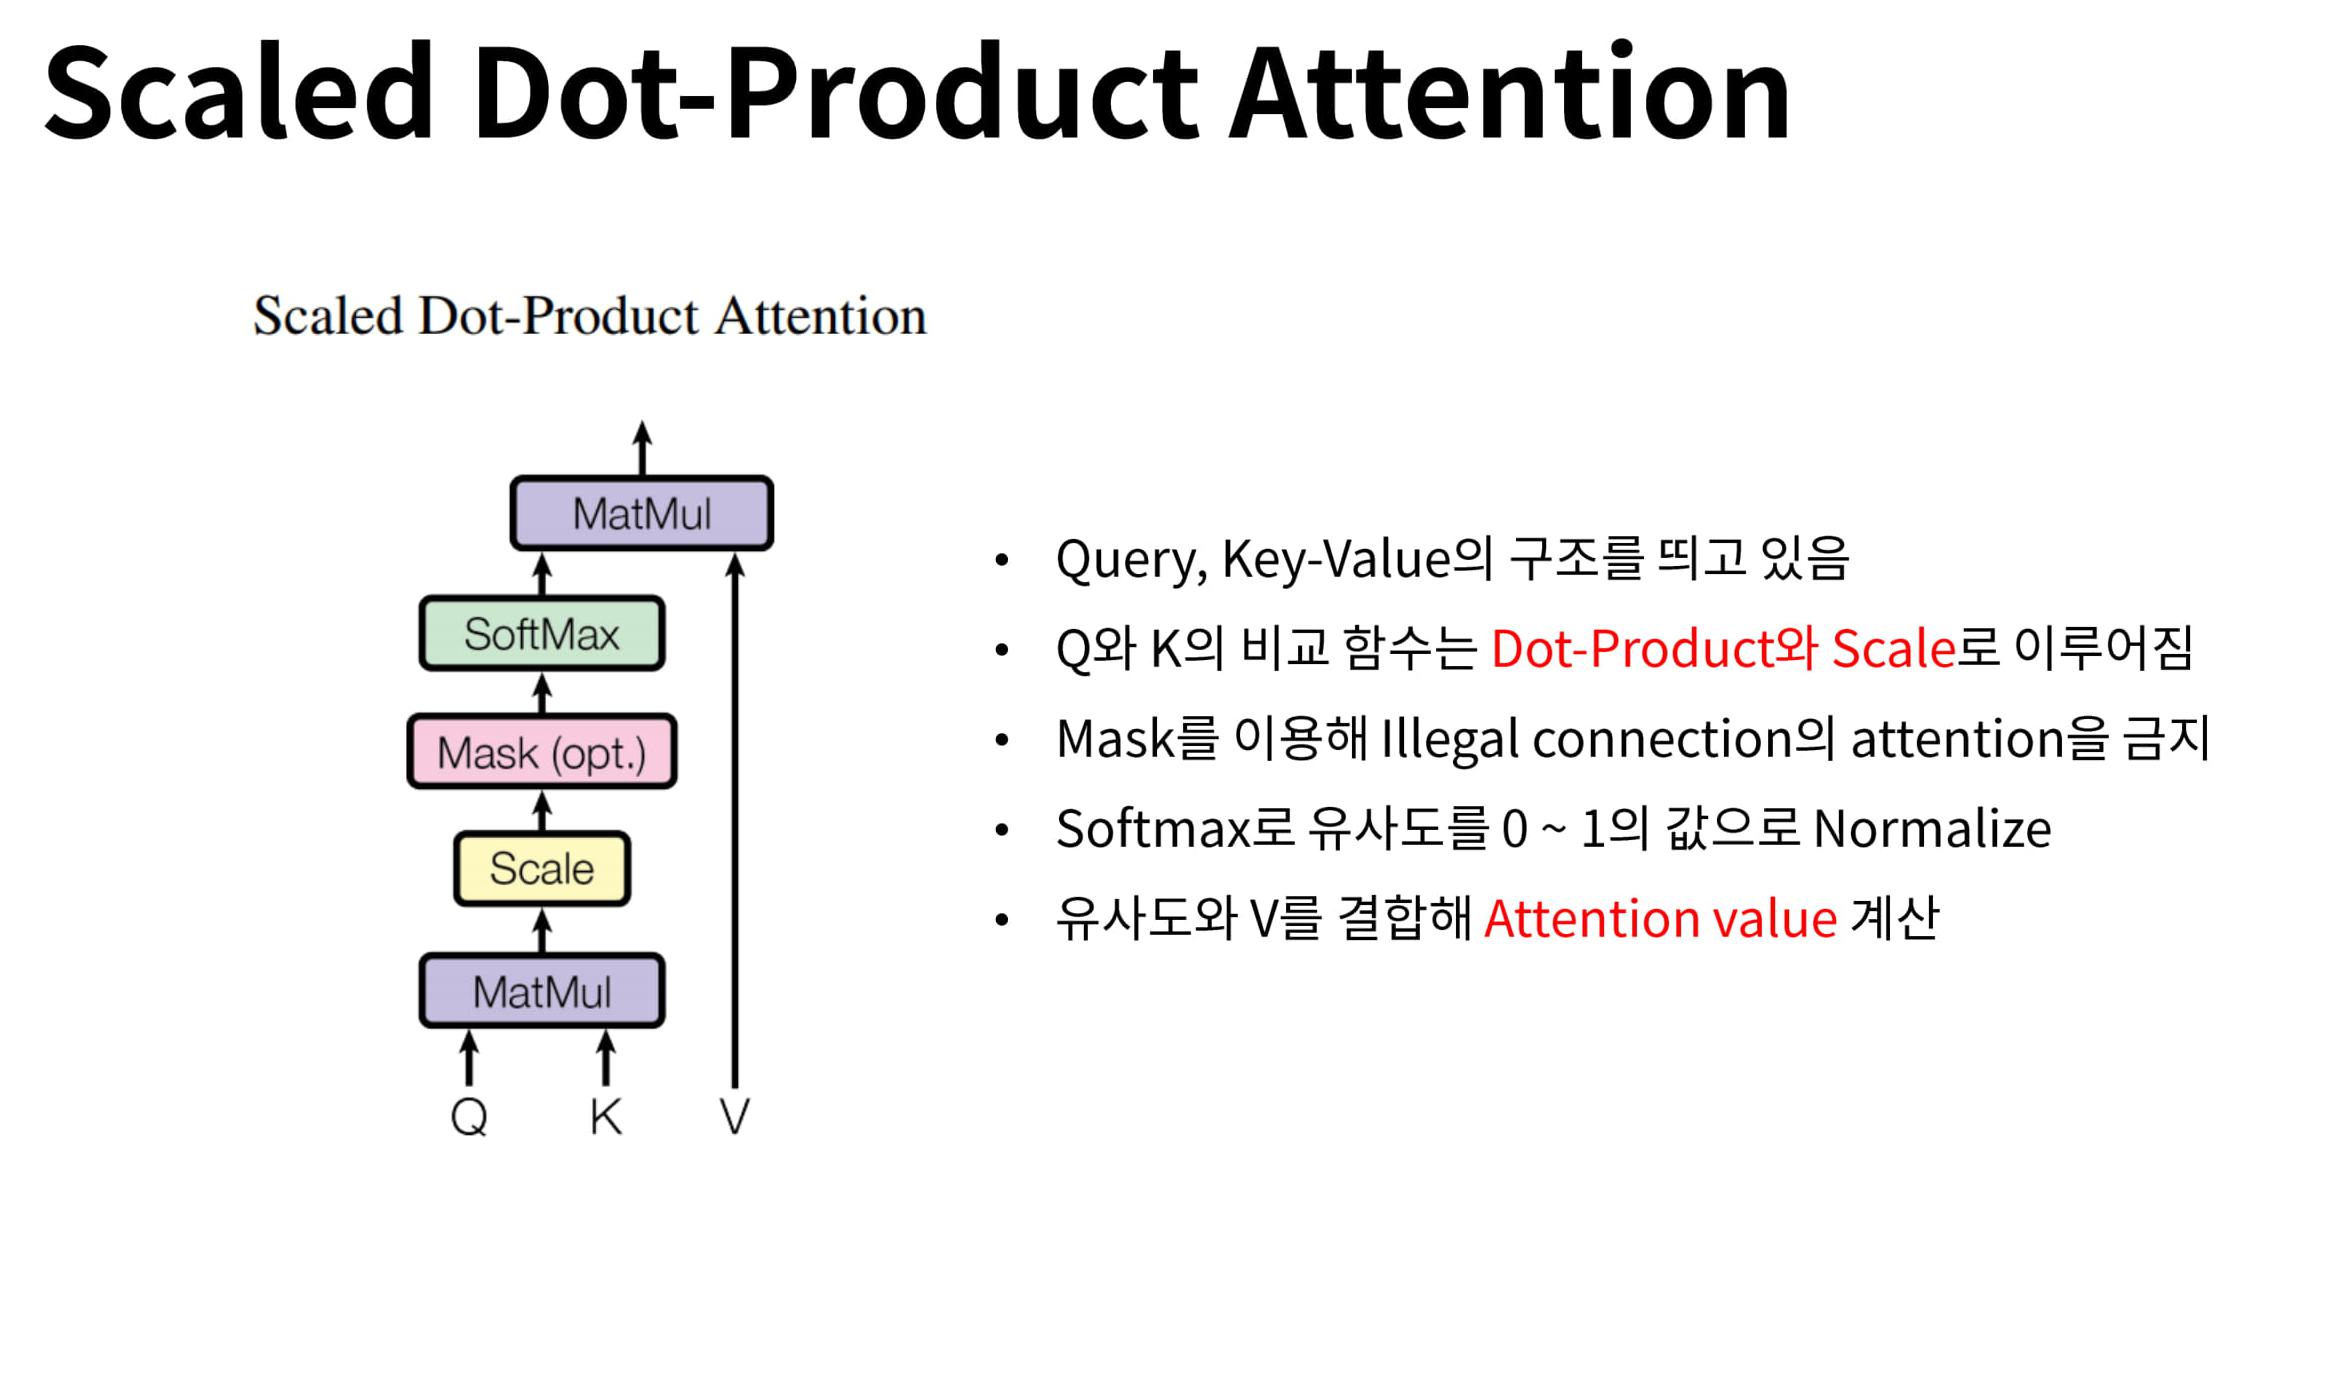 Scaled Dot-Product Attention
Scaled Dot-Product Attention
MatMul
SoftMax
Mask (opt.)
Scale
MatMul
Q K V
• Query, Key-Value의 구조를 띄고 있음
• Q와 K의 비교 함수는 Dot-Product와 Scale로 이루어짐
• Mask를 이용해 Illegal connection의 attention을 금지
• Softmax로 유사도를 0 ~ 1의 값으로 Normalize
• 유사도와 V를 결합해 Attention value 계산